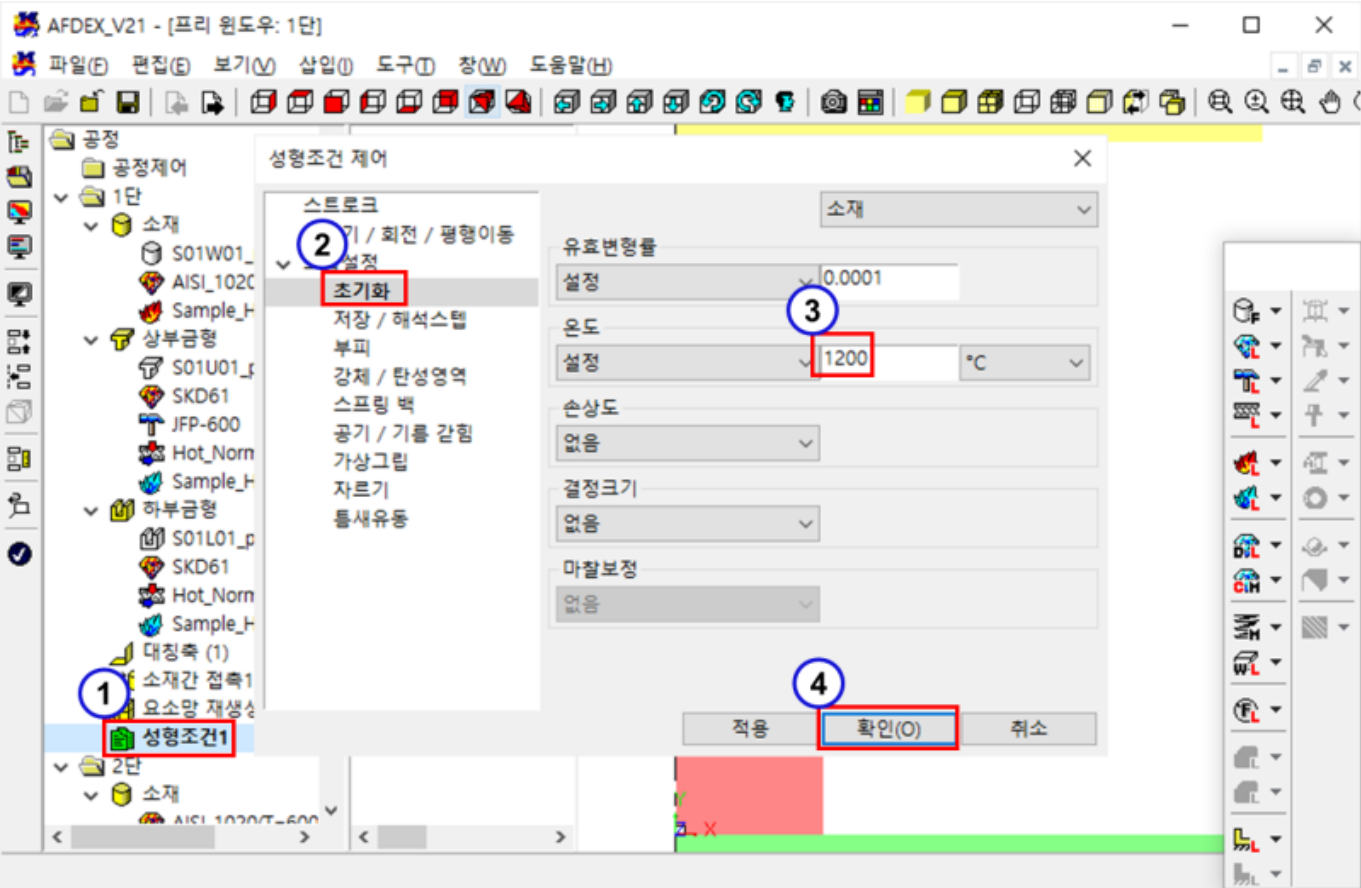 AFDEX_V21 - [프리 윈도우: 1단]
파일(F) 편집(E) 보기(V) 삽입(I) 도구(T) 창(W) 도움말(H)
공정
공정제어
1단
소재
S01W01_
AISI_1020
Sample_H
상부금형
S01U01_p
SKD61
JFP-600
Hot_Norm
Sample_H
하부금형
S01L01_p
SKD61
Hot_Norm
Sample_H
대칭축 (1)
1
소재간 접촉1
요소망 재생성
성형조건1
2단
소재
AISI_1020(T=600
성형조건 제어
스트로크
2
기 / 회전 / 평행이동
설정
초기화
저장 / 해석스텝
부피
강체 / 탄성영역
스프링 백
공기 / 기름 갇힘
가상그립
자르기
틈새유동
소재
유효변형률
설정 0.0001
3
온도
설정 1200 °C
손상도
없음
결정크기
없음
마찰보정
없음
4
적용 확인(O) 취소
Y
Z X